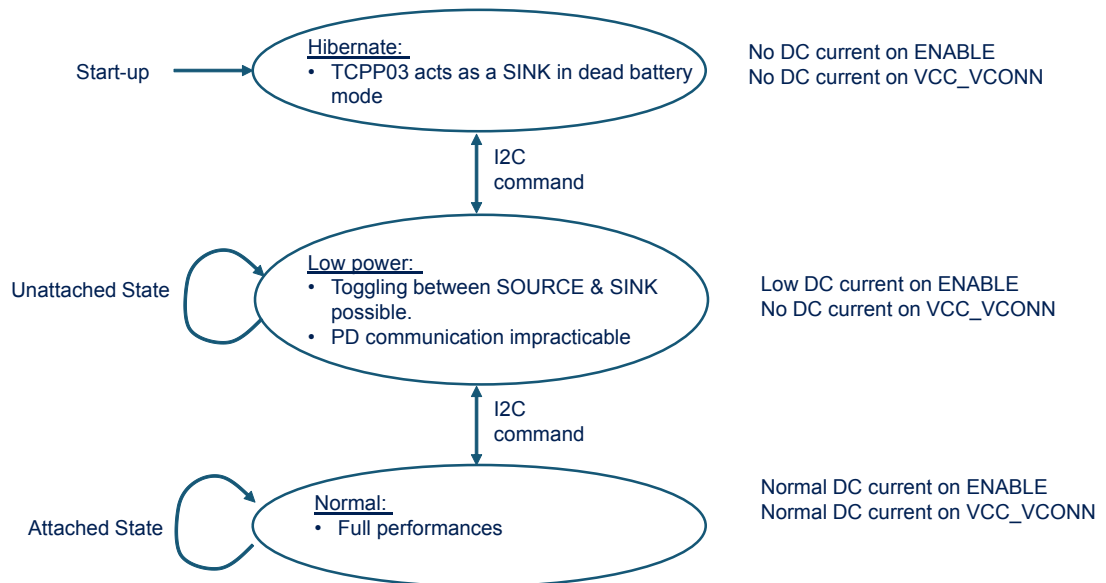 Hibernate:
• TCPP03 acts as a SINK in dead battery
mode
Start-up
No DC current on ENABLE
No DC current on VCC_VCONN
I2C
command
Low power:
• Toggling between SOURCE & SINK
possible.
• PD communication impracticable
Unattached State
Low DC current on ENABLE
No DC current on VCC_VCONN
I2C
command
Normal:
• Full performances
Attached State
Normal DC current on ENABLE
Normal DC current on VCC_VCONN